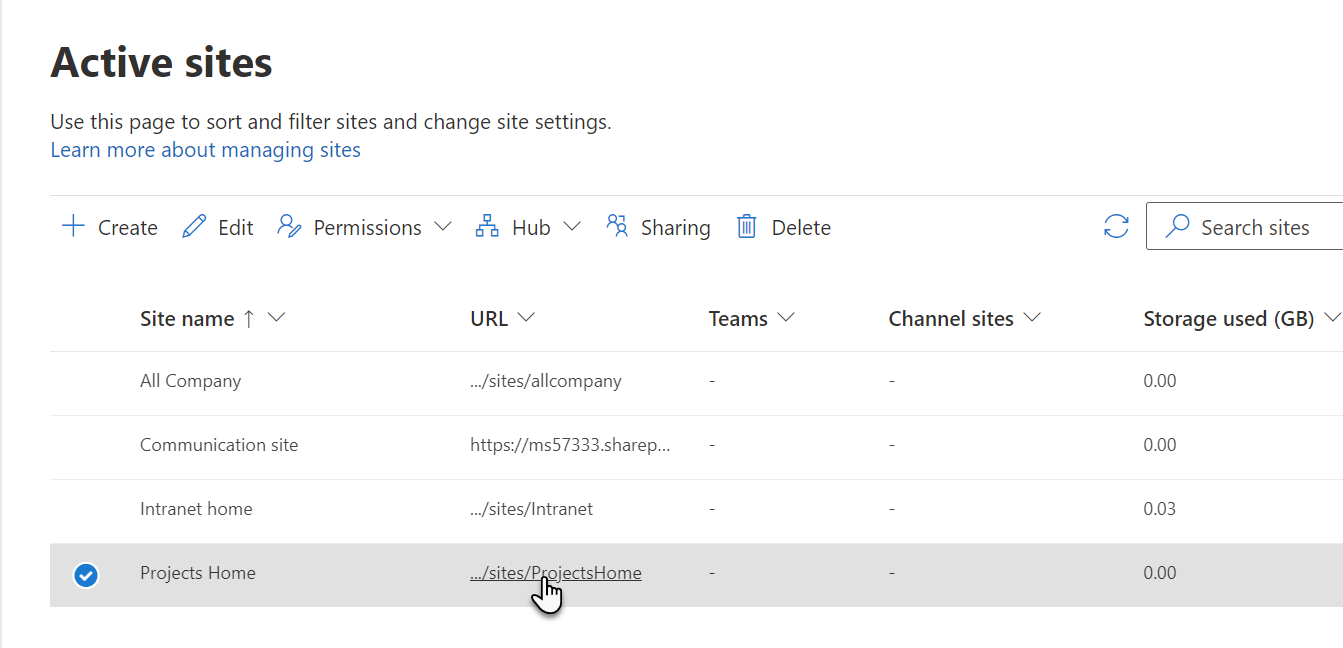 Active sites
Use this page to sort and filter sites and change site settings.
Learn more about managing sites
Create Edit Permissions Hub Sharing Delete Search sites
Site name ↑ URL Teams Channel sites Storage used (GB)
All Company .../sites/allcompany - - 0.00
Communication site https://ms57333.sharep... - - 0.00
Intranet home .../sites/Intranet - - 0.03
Projects Home .../sites/ProjectsHome - - 0.00